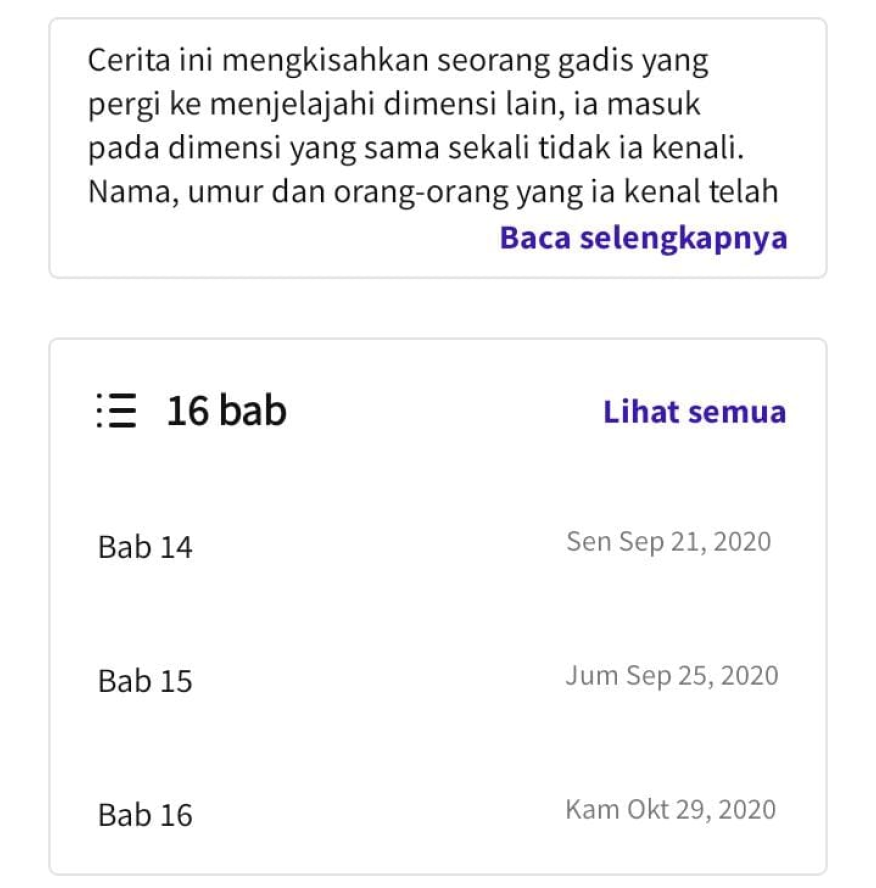 Cerita ini mengkisahkan seorang gadis yang
pergi ke menjelajahi dimensi lain, ia masuk
pada dimensi yang sama sekali tidak ia kenali.
Nama, umur dan orang-orang yang ia kenal telah
Baca selengkapnya
16 bab
Lihat semua
Bab 14
Sen Sep 21, 2020
Bab 15
Jum Sep 25, 2020
Bab 16
Kam Okt 29, 2020